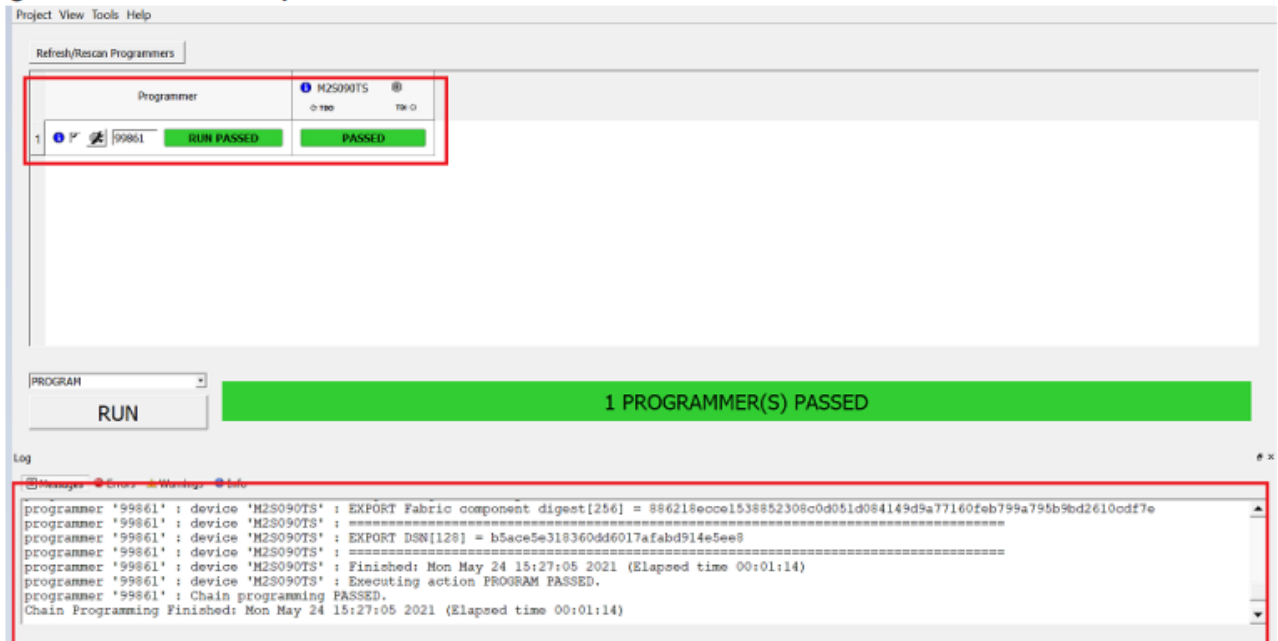 Project View Tools Help
Refresh/Rescan Programmers
Programmer
M2S090TS
TDO TDI
1 99861 RUN PASSED PASSED
PROGRAM
RUN
1 PROGRAMMER(S) PASSED
Log
Messages Errors Warnings Info
programmer '99861' : device 'M2S090TS' : EXPORT Fabric component digest[256] = 886218ecce1538852308c0d051d084149d9a77160feb799a795b9bd2610cdf7e
programmer '99861' : device 'M2S090TS' : ===================================================================================
programmer '99861' : device 'M2S090TS' : EXPORT DSN[128] = b5ace5e318360dd6017afabd914e5ee8
programmer '99861' : device 'M2S090TS' : ===================================================================================
programmer '99861' : device 'M2S090TS' : Finished: Mon May 24 15:27:05 2021 (Elapsed time 00:01:14)
programmer '99861' : device 'M2S090TS' : Executing action PROGRAM PASSED.
programmer '99861' : Chain programming PASSED.
Chain Programming Finished: Mon May 24 15:27:05 2021 (Elapsed time 00:01:14)